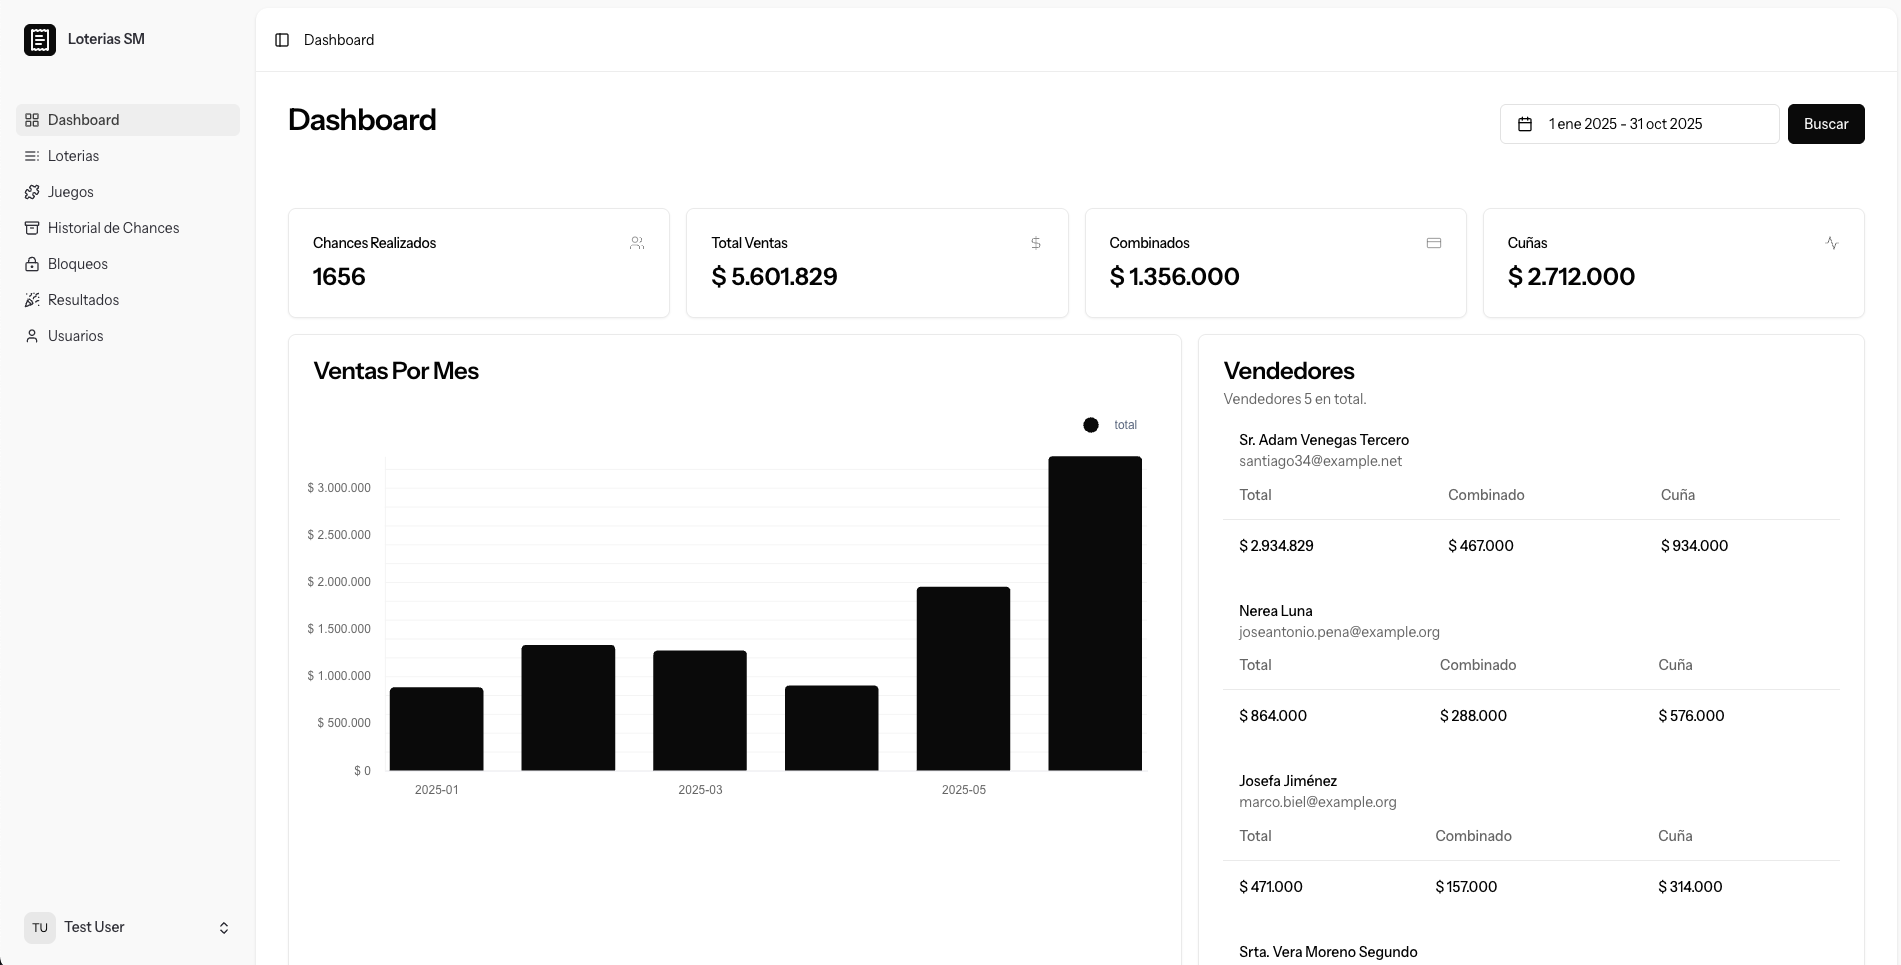 Loterias SM
Dashboard
Loterias
Juegos
Historial de Chances
Bloqueos
Resultados
Usuarios
TU Test User
Dashboard
Dashboard
1 ene 2025 - 31 oct 2025
Buscar
Chances Realizados
1656
Total Ventas
$ 5.601.829
Combinados
$ 1.356.000
Cuñas
$ 2.712.000
Ventas Por Mes
total
$ 3.000.000
$ 2.500.000
$ 2.000.000
$ 1.500.000
$ 1.000.000
$ 500.000
$ 0
2025-01 2025-03 2025-05
Vendedores
Vendedores 5 en total.
Sr. Adam Venegas Tercero
santiago34@example.net
Total Combinado Cuña
$ 2.934.829 $ 467.000 $ 934.000
Nerea Luna
joseantonio.pena@example.org
Total Combinado Cuña
$ 864.000 $ 288.000 $ 576.000
Josefa Jiménez
marco.biel@example.org
Total Combinado Cuña
$ 471.000 $ 157.000 $ 314.000
Srta. Vera Moreno Segundo